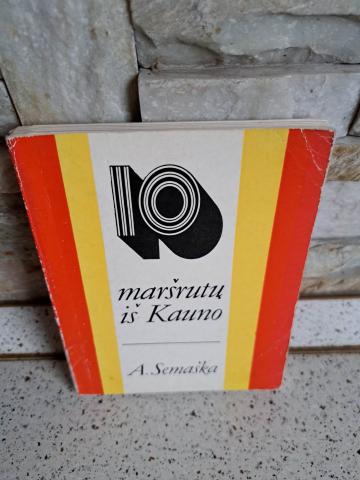 10
maršrutų
iš Kauno
A. Semaška